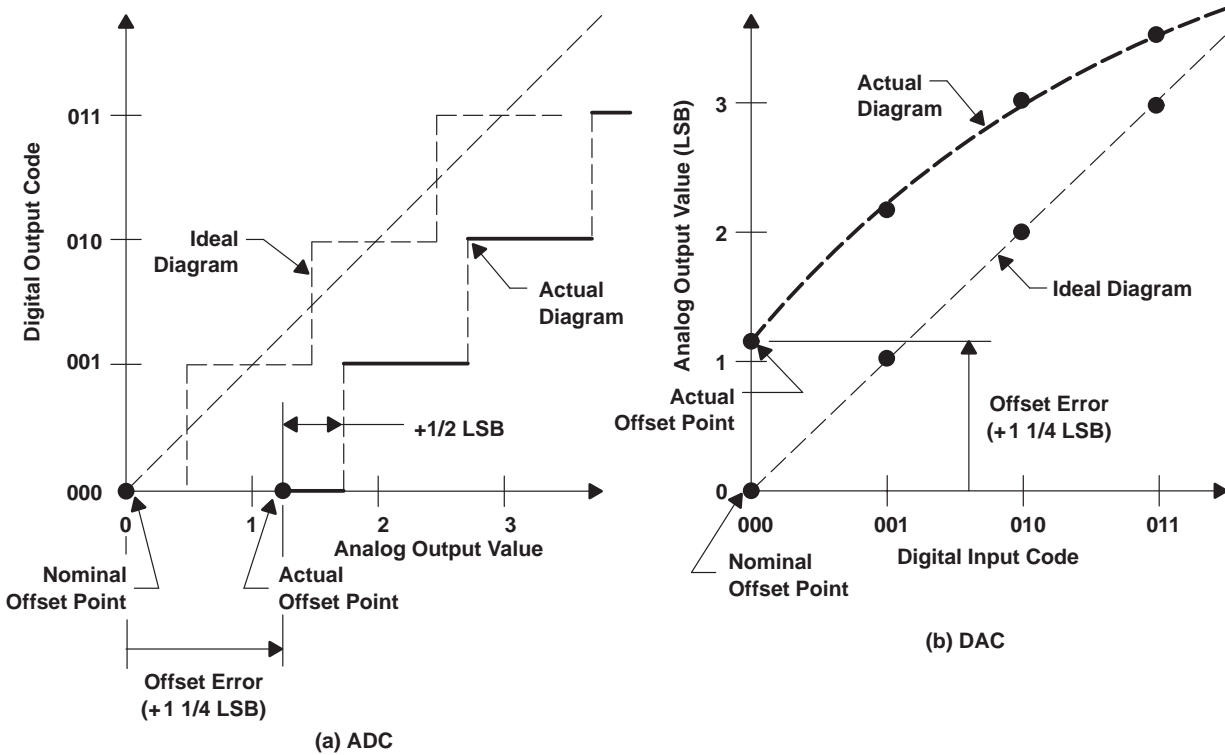 Digital Output Code
011
010
001
000
Ideal
Diagram
Actual
Diagram
+1/2 LSB
0
1
2
3
Analog Output Value
Nominal
Offset Point
Actual
Offset Point
Offset Error
(+1 1/4 LSB)
(a) ADC
Analog Output Value (LSB)
3
2
1
0
Actual
Diagram
Ideal Diagram
Actual
Offset Point
Offset Error
(+1 1/4 LSB)
000
001
010
011
Digital Input Code
Nominal
Offset Point
(b) DAC